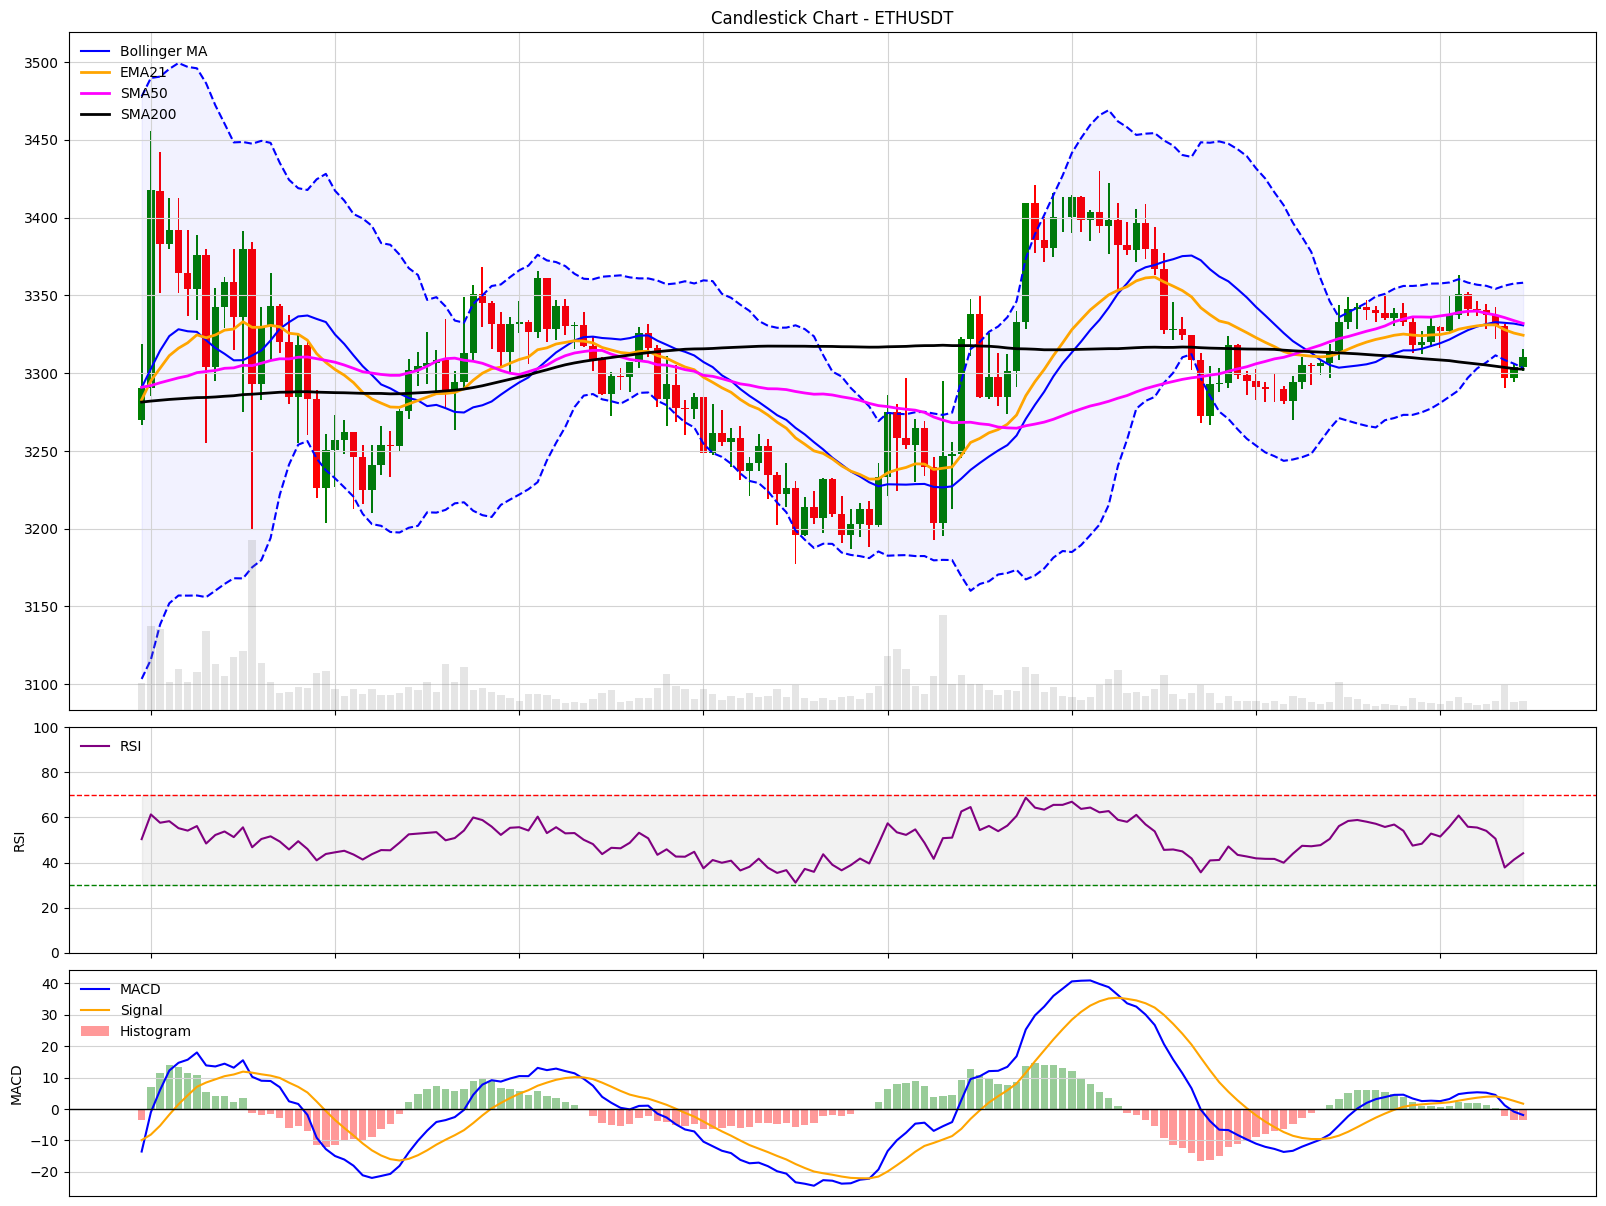 Candlestick Chart - ETHUSDT
Bollinger MA
EMA21
SMA50
SMA200
3500
3450
3400
3350
3300
3250
3200
3150
3100
RSI
100
80
60
40
20
0
RSI
MACD
Signal
Histogram
40
30
20
10
0
−10
−20
MACD